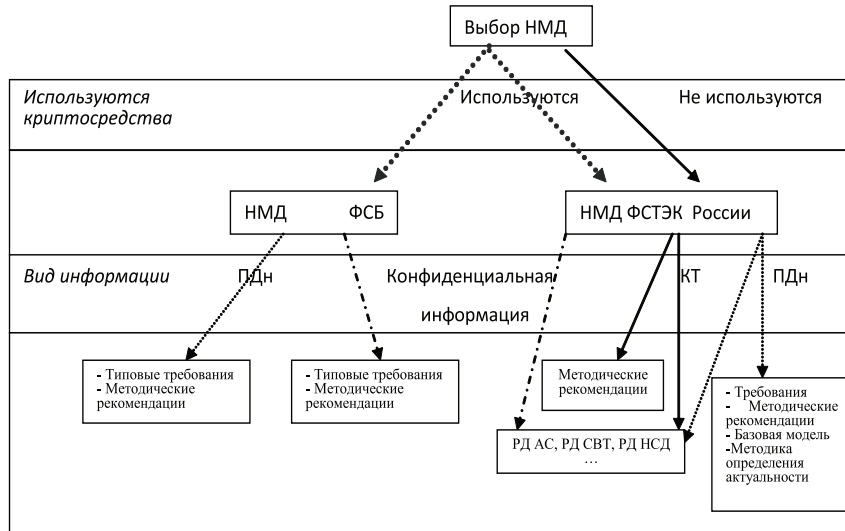 Выбор НМД
Используются
криптосредства
Используются
Не используются
НМД ФСБ
НМД ФСТЭК России
Вид информации
ПДн
Конфиденциальная
информация
КТ
ПДн
- Типовые требования
- Методические
рекомендации
- Типовые требования
- Методические
рекомендации
Методические
рекомендации
- Требования
- Методические
рекомендации
- Базовая модель
-Методика
определения
актуальности
РД АС, РД СВТ, РД НСД
...